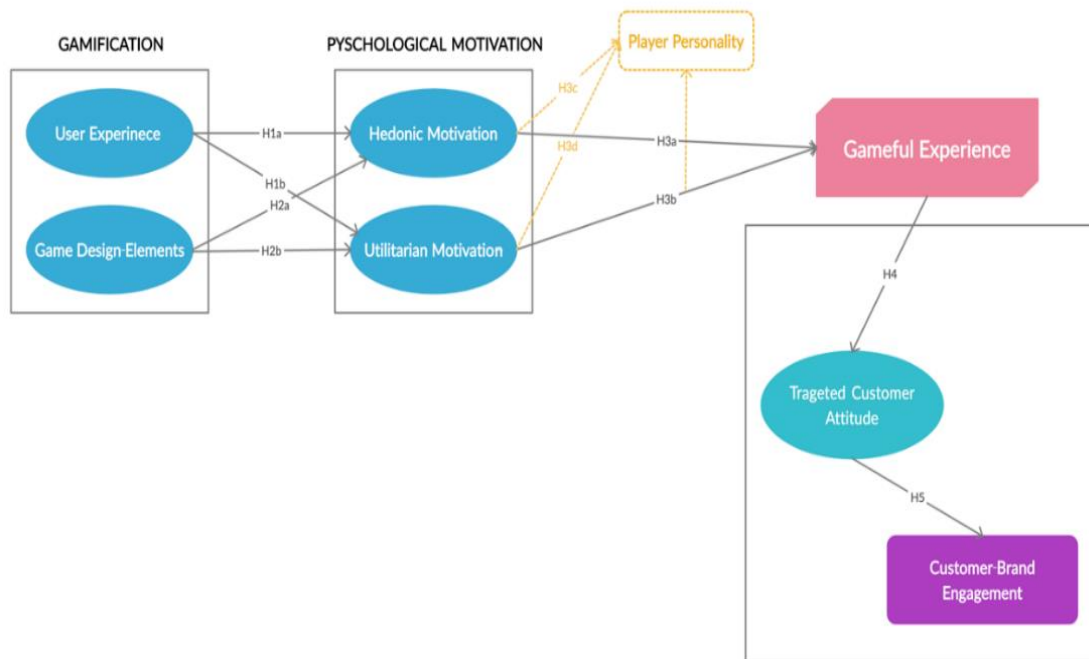 GAMIFICATION
PYSCHOLOGICAL MOTIVATION
Player Personality
User Experinece
H1a
Hedonic Motivation
H3c
H3a
H3d
Gameful Experience
H1b
H2a
H3b
Game Design-Elements
H2b
Utilitarian Motivation.
H4
Trageted Customer
Attitude
H5
Customer-Brand
Engagement